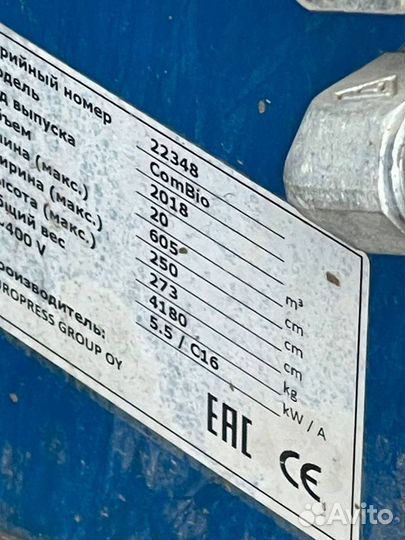 рийный номер 22348
одель ComBio
д выпуска 2018
ъем 20 m³
ина (макс.) 605 cm
ирина (макс.) 250 cm
ысота (макс.) 273 cm
бщий вес 4180 kg
400 V 5.5 / C16 kW / A
роизводитель:
UROPRESS GROUP OY
EAC CE
Avito